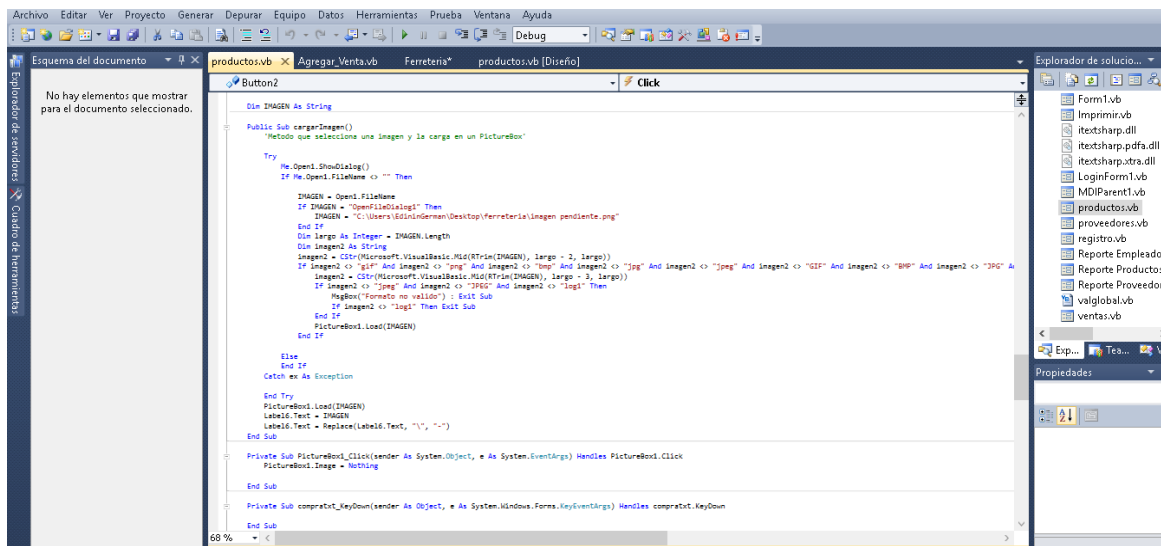 Archivo Editar Ver Proyecto Generar Depurar Equipo Datos Herramientas Prueba Ventana Ayuda
Debug
Esquema del documento
productos.vb Agregar_Venta.vb Ferreteria* productos.vb [Diseño]
Explorador de solucio...
Button2 Click
Explorador de servidores
Cuadro de herramientas
No hay elementos que mostrar
para el documento seleccionado.
Dim IMAGEN As String
Public Sub cargarImagen()
'Metodo que selecciona una imagen y la carga en un PictureBox'
Try
Me.Open1.ShowDialog()
If Me.Open1.FileName <> "" Then
IMAGEN = Open1.FileName
If IMAGEN = "OpenFileDialog1" Then
IMAGEN = "C:\Users\EdininGerman\Desktop\ferreteria\imagen pendiente.png"
End If
Dim largo As Integer = IMAGEN.Length
Dim imagen2 As String
imagen2 = CStr(Microsoft.VisualBasic.Mid(RTrim(IMAGEN), largo - 2, largo))
If imagen2 <> "gif" And imagen2 <> "png" And imagen2 <> "bmp" And imagen2 <> "jpg" And imagen2 <> "jpeg" And imagen2 <> "GIF" And imagen2 <> "BMP" And imagen2 <> "JPG" A
imagen2 = CStr(Microsoft.VisualBasic.Mid(RTrim(IMAGEN), largo - 3, largo))
If imagen2 <> "jpeg" And imagen2 <> "JPEG" And imagen2 <> "log1" Then
MsgBox("Formato no valido") : Exit Sub
If imagen2 <> "log1" Then Exit Sub
End If
PictureBox1.Load(IMAGEN)
End If
Else
End If
Catch ex As Exception
End Try
PictureBox1.Load(IMAGEN)
Label6.Text = IMAGEN
Label6.Text = Replace(Label6.Text, "\", "-")
End Sub
Private Sub PictureBox1_Click(sender As System.Object, e As System.EventArgs) Handles PictureBox1.Click
PictureBox1.Image = Nothing
End Sub
Private Sub compratxt_KeyDown(sender As Object, e As System.Windows.Forms.KeyEventArgs) Handles compratxt.KeyDown
End Sub
68 %
Form1.vb
Imprimir.vb
itextsharp.dll
itextsharp.pdfa.dll
itextsharp.xtra.dll
LoginForm1.vb
MDIParent1.vb
productos.vb
proveedores.vb
registro.vb
Reporte Empleado
Reporte Productos
Reporte Proveedor
valglobal.vb
ventas.vb
Exp... Tea... V
Propiedades